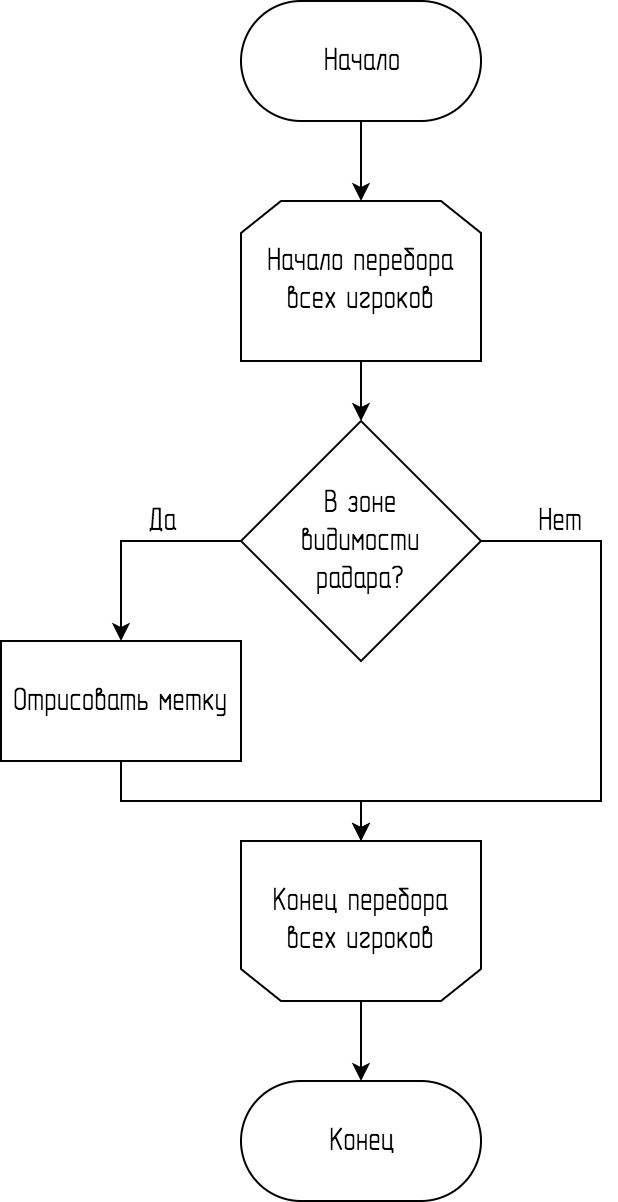 Начало
Начало перебора
всех игроков
В зоне
видимости
радара?
Да
Нет
Отрисовать метку
Конец перебора
всех игроков
Конец